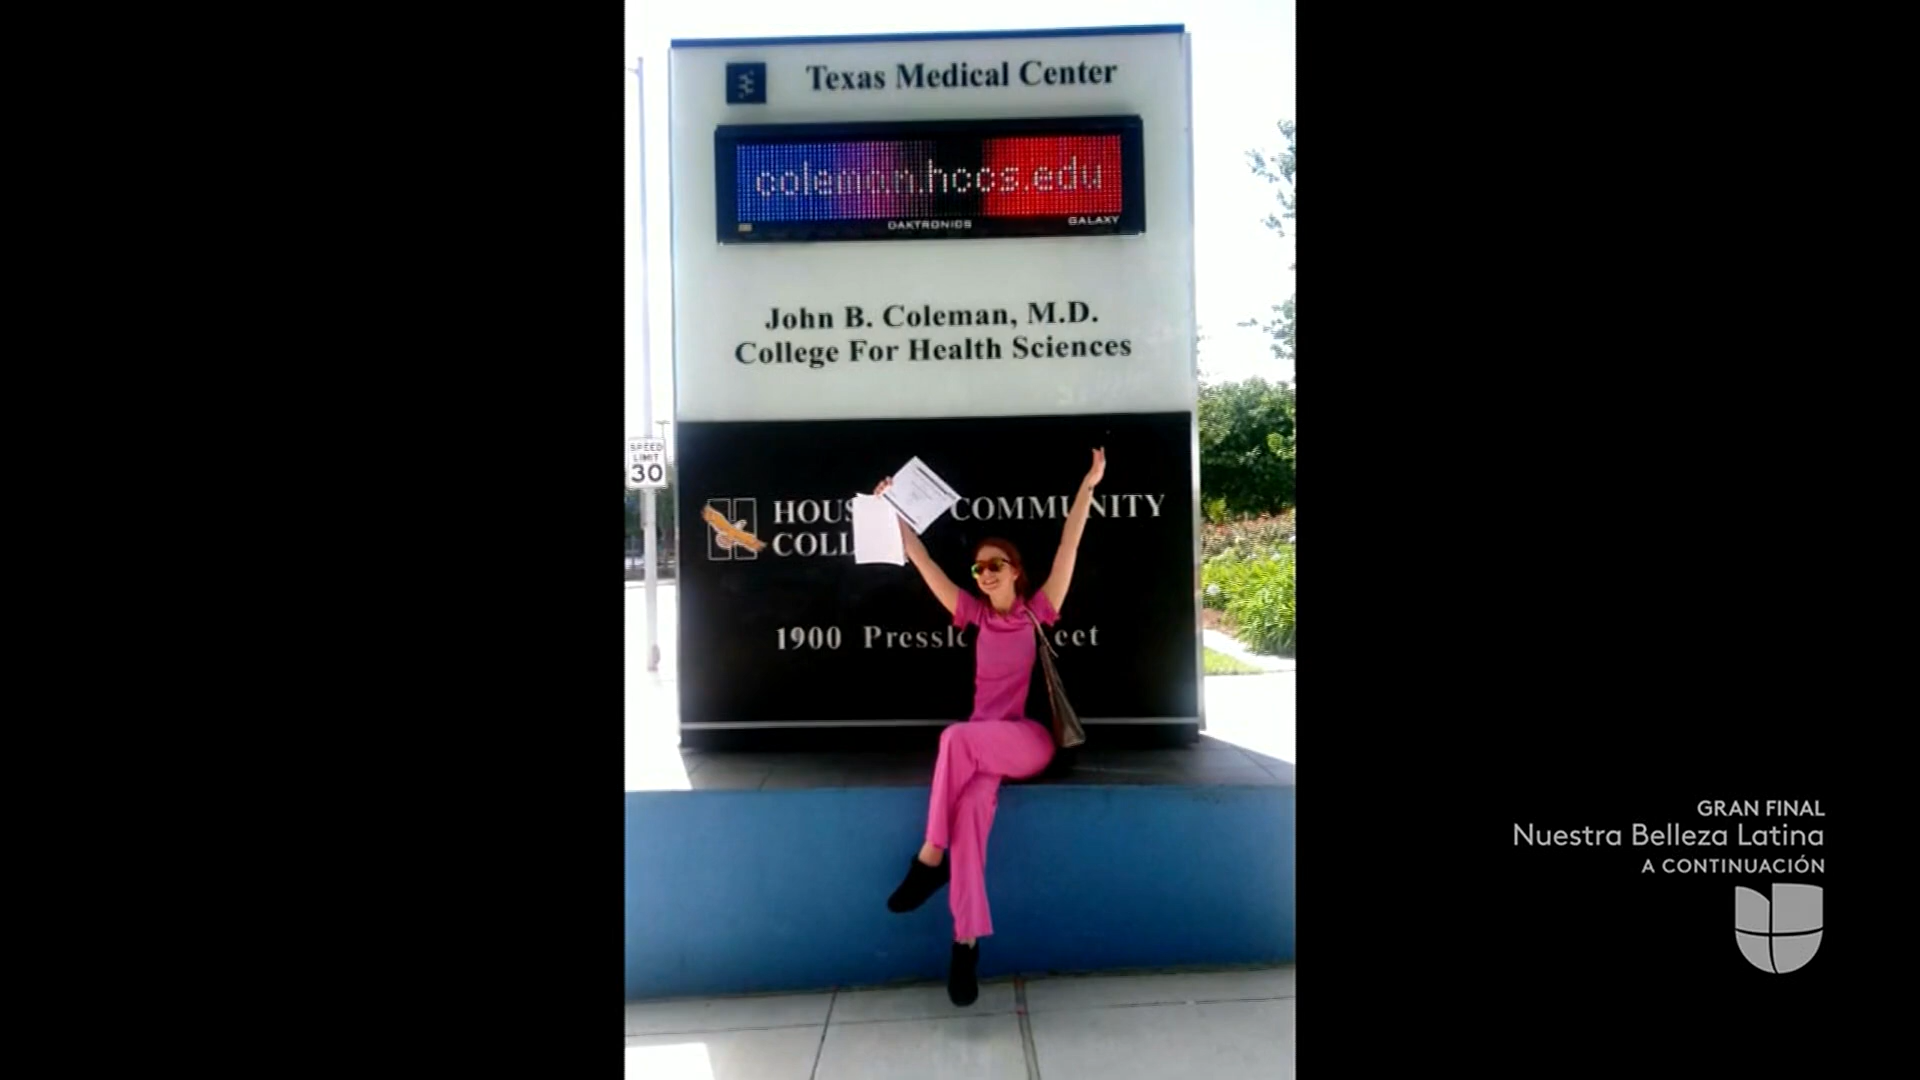 Texas Medical Center
coleman.hccs.edu
DAKTRONICS
GALAXY
John B. Coleman, M.D.
College For Health Sciences
SPEED
LIMIT
30
HOUS COMMUNITY
COLL
1900 Pressl eet
GRAN FINAL
Nuestra Belleza Latina
A CONTINUACIÓN